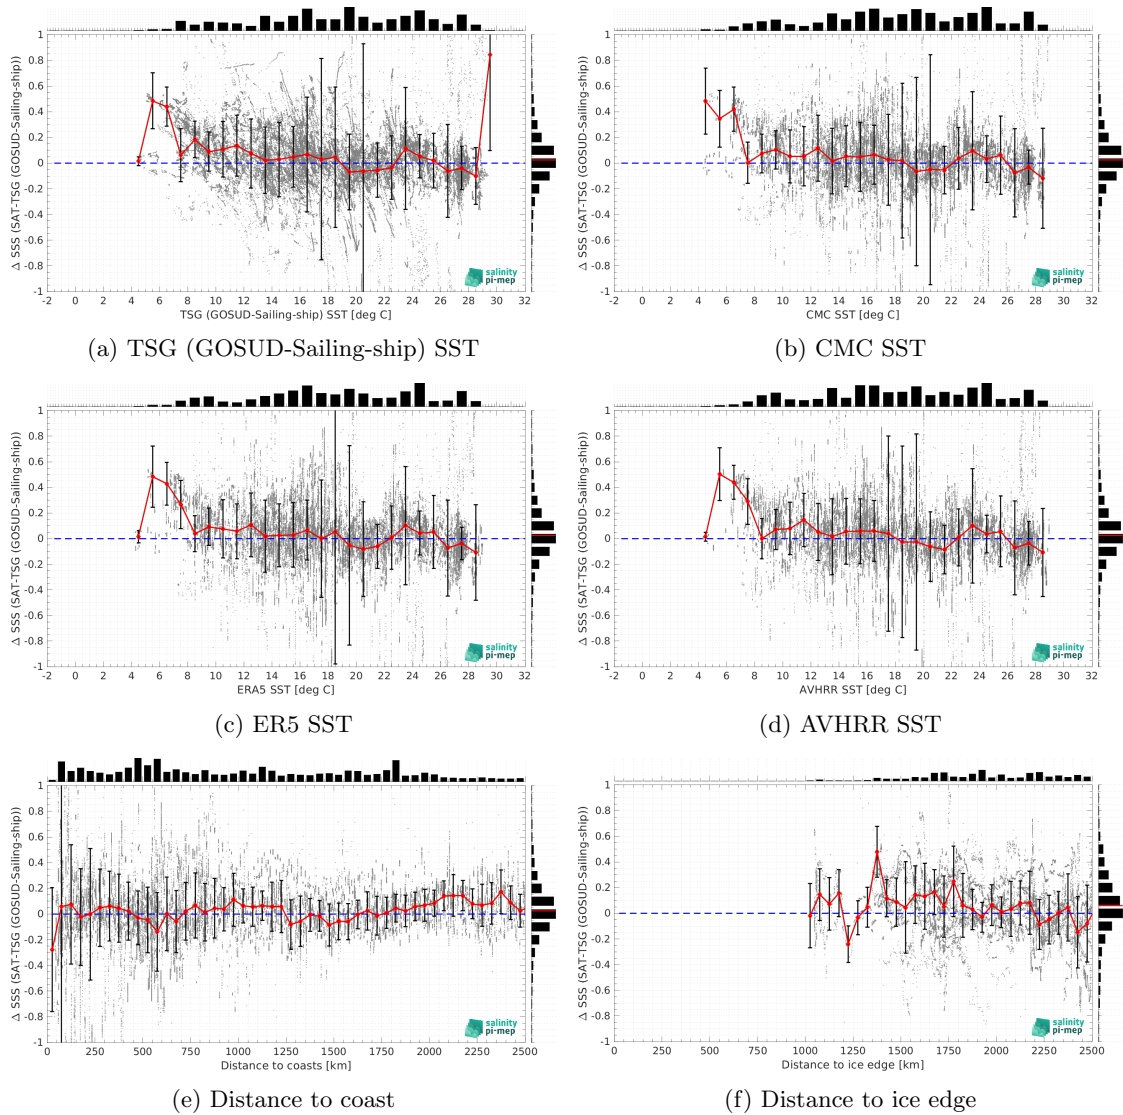 Δ SSS (SAT-TSG (GOSUD-Sailing-ship))
1
0.8
0.6
0.4
0.2
0
-0.2
-0.4
-0.6
-0.8
-1
salinity
pi-mep
-2 0 2 4 6 8 10 12 14 16 18 20 22 24 26 28 30 32
TSG (GOSUD-Sailing-ship) SST [deg C]
(a) TSG (GOSUD-Sailing-ship) SST
Δ SSS (SAT-TSG (GOSUD-Sailing-ship))
1
0.8
0.6
0.4
0.2
0
-0.2
-0.4
-0.6
-0.8
-1
salinity
pi-mep
-2 0 2 4 6 8 10 12 14 16 18 20 22 24 26 28 30 32
CMC SST [deg C]
(b) CMC SST
Δ SSS (SAT-TSG (GOSUD-Sailing-ship))
1
0.8
0.6
0.4
0.2
0
-0.2
-0.4
-0.6
-0.8
-1
salinity
pi-mep
-2 0 2 4 6 8 10 12 14 16 18 20 22 24 26 28 30 32
ERA5 SST [deg C]
(c) ER5 SST
Δ SSS (SAT-TSG (GOSUD-Sailing-ship))
1
0.8
0.6
0.4
0.2
0
-0.2
-0.4
-0.6
-0.8
-1
salinity
pi-mep
-2 0 2 4 6 8 10 12 14 16 18 20 22 24 26 28 30 32
AVHRR SST [deg C]
(d) AVHRR SST
Δ SSS (SAT-TSG (GOSUD-Sailing-ship))
1
0.8
0.6
0.4
0.2
0
-0.2
-0.4
-0.6
-0.8
-1
salinity
pi-mep
0 250 500 750 1000 1250 1500 1750 2000 2250 2500
Distance to coasts [km]
(e) Distance to coast
Δ SSS (SAT-TSG (GOSUD-Sailing-ship))
1
0.8
0.6
0.4
0.2
0
-0.2
-0.4
-0.6
-0.8
-1
salinity
pi-mep
0 250 500 750 1000 1250 1500 1750 2000 2250 2500
Distance to ice edge [km]
(f) Distance to ice edge